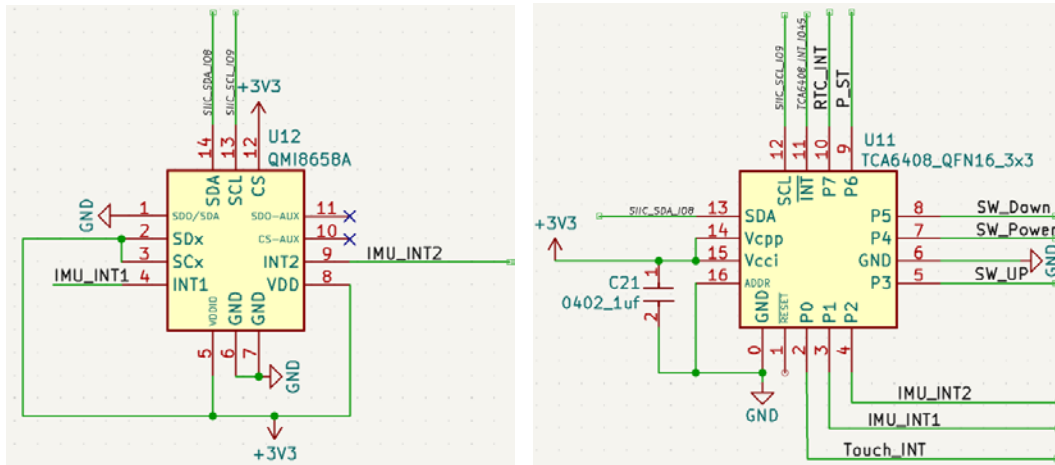 SIIC_SDA_IO8
SIIC_SCL_IO9
+3V3
14
13
12
U12
QMI8658A
SDA
SCL
CS
GND
1
SDO/SDA
SDO-AUX
11
2
SDx
CS-AUX
10
3
SCx
INT2
9
IMU_INT2
IMU_INT1
4
INT1
VDD
8
VDDIO
GND
GND
5
6
7
GND
+3V3
SIIC_SCL_IO9
TCA6408_INT_IO45
RTC_INT
P_ST
12
11
10
9
U11
TCA6408_QFN16_3x3
SCL
INT
P7
P6
SIIC_SDA_IO8
13
SDA
P5
8
SW_Down
+3V3
14
Vcpp
P4
7
SW_Power
15
Vcci
GND
6
GND
C21
1
16
ADDR
P3
5
SW_UP
0402_1uf
2
GND
RESET
P0
P1
P2
0
1
2
3
4
GND
IMU_INT2
IMU_INT1
Touch_INT